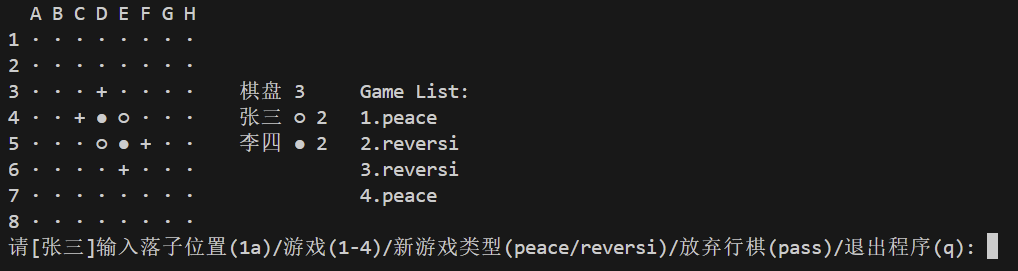 A B C D E F G H
1 · · · · · · · ·
2 · · · · · · · ·
3 · · · + · · · · 棋盘 3 Game List:
4 · · + ● ○ · · · 张三 ○ 2 1.peace
5 · · · ○ ● + · · 李四 ● 2 2.reversi
6 · · · · + · · · 3.reversi
7 · · · · · · · · 4.peace
8 · · · · · · · ·
请[张三]输入落子位置(1a)/游戏(1-4)/新游戏类型(peace/reversi)/放弃行棋(pass)/退出程序(q):